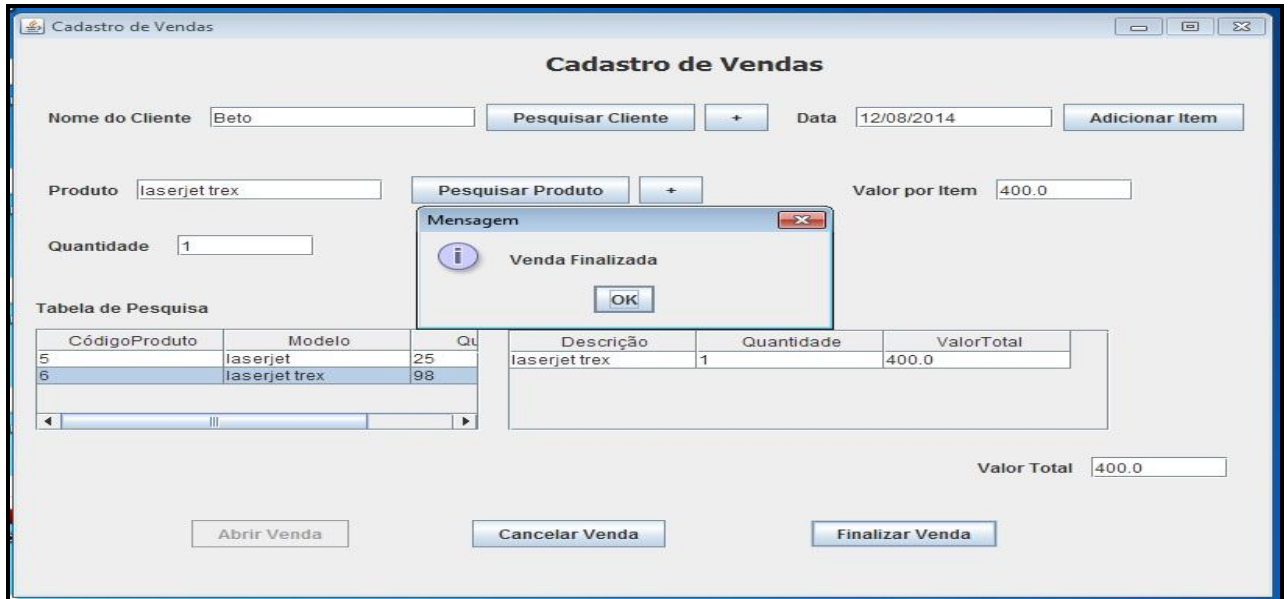 Cadastro de Vendas
Cadastro de Vendas
Nome do Cliente Beto Pesquisar Cliente + Data 12/08/2014 Adicionar Item
Produto laserjet trex Pesquisar Produto + Valor por Item 400.0
Mensagem
Quantidade 1
Venda Finalizada
OK
Tabela de Pesquisa
CódigoProduto Modelo Qu Descrição Quantidade ValorTotal
5 laserjet 25 laserjet trex 1 400.0
6 laserjet trex 98
Valor Total 400.0
Abrir Venda Cancelar Venda Finalizar Venda